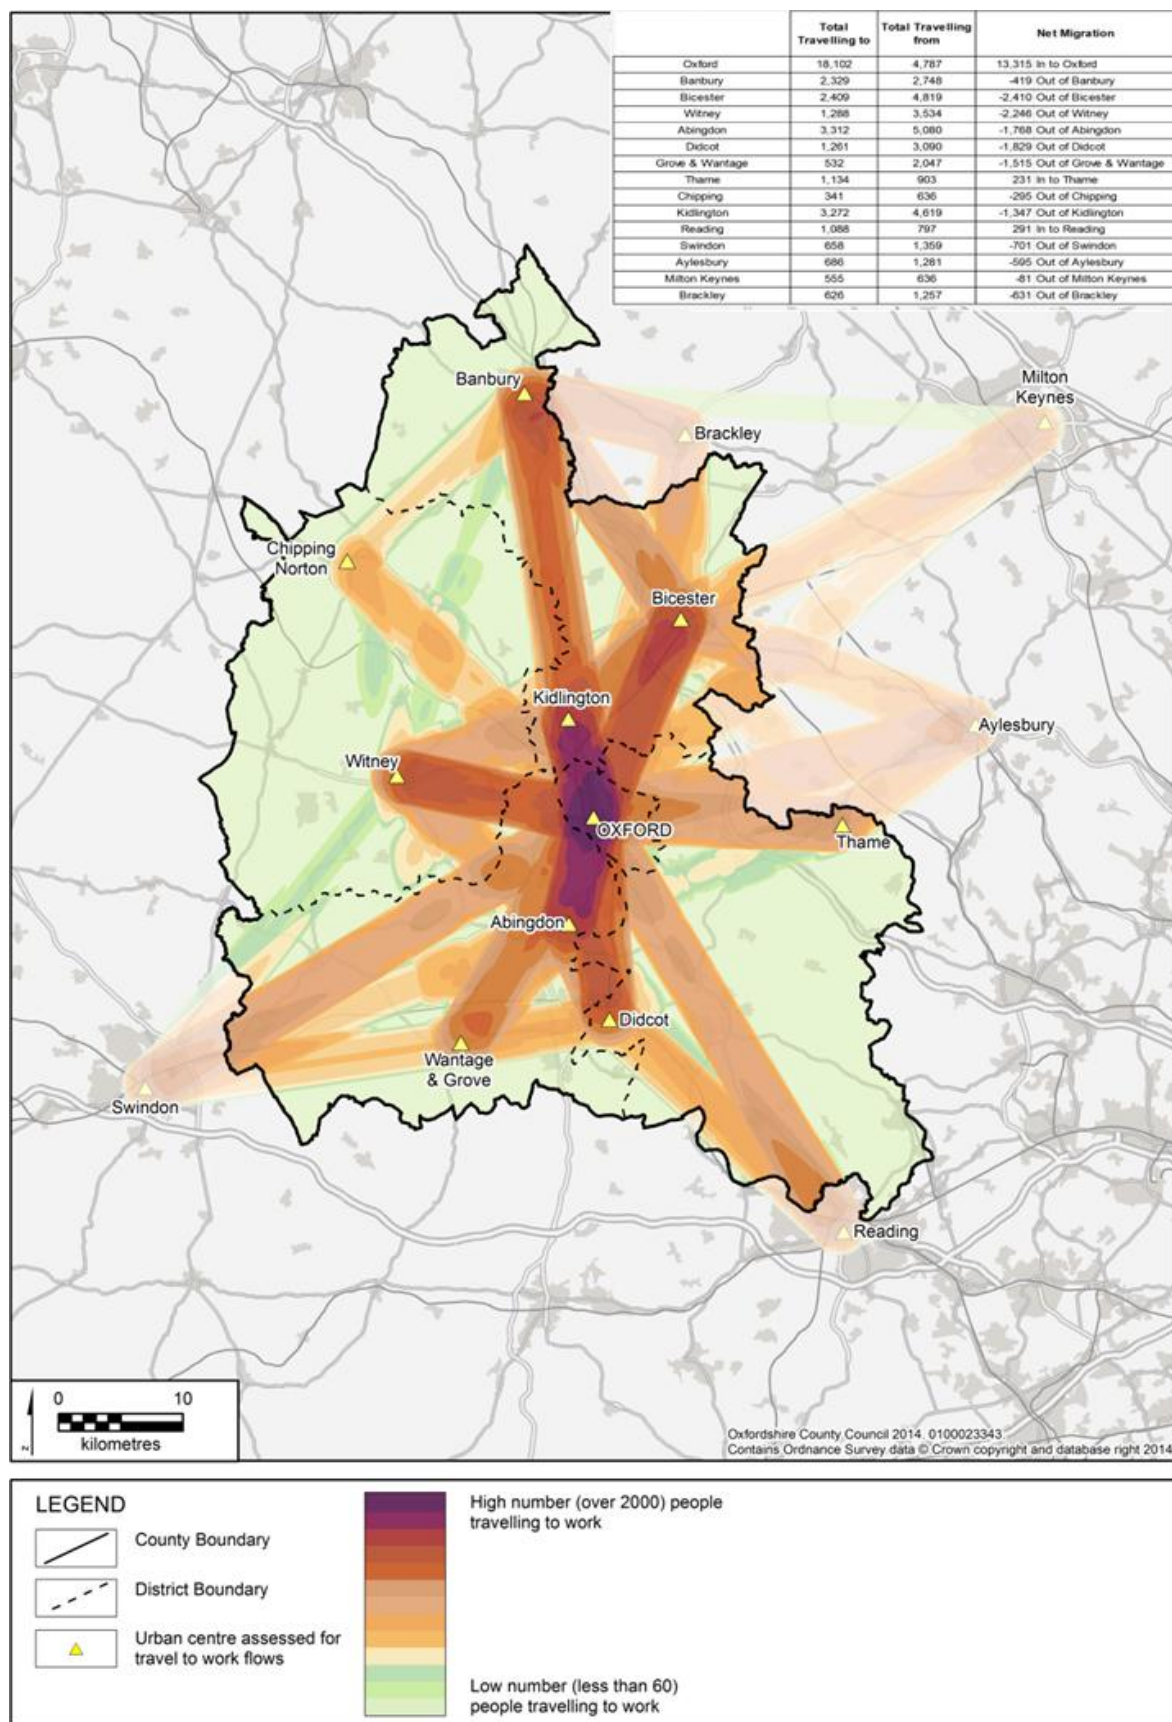 Total Travelling to Total Travelling from Net Migration
Oxford 18,102 4,787 13,315 In to Oxford
Banbury 2,329 2,748 -419 Out of Banbury
Bicester 2,409 4,819 -2,410 Out of Bicester
Witney 1,288 3,534 -2,246 Out of Witney
Abingdon 3,312 5,080 -1,768 Out of Abingdon
Didcot 1,261 3,090 -1,829 Out of Didcot
Grove & Wantage 532 2,047 -1,515 Out of Grove & Wantage
Thame 1,134 903 231 In to Thame
Chipping 341 636 -295 Out of Chipping
Kidlington 3,272 4,619 -1,347 Out of Kidlington
Reading 1,088 797 291 In to Reading
Swindon 658 1,359 -701 Out of Swindon
Aylesbury 686 1,281 -595 Out of Aylesbury
Milton Keynes 555 636 -81 Out of Milton Keynes
Brackley 626 1,257 -631 Out of Brackley
Banbury
Milton
Keynes
Brackley
Chipping
Norton
Bicester
Kidlington
Aylesbury
Witney
OXFORD
Thame
Abingdon
Didcot
Wantage
& Grove
Swindon
Reading
0 10
kilometres
z
Oxfordshire County Council 2014. 0100023343.
Contains Ordnance Survey data © Crown copyright and database right 2014
LEGEND
County Boundary
District Boundary
Urban centre assessed for
travel to work flows
High number (over 2000) people
travelling to work
Low number (less than 60)
people travelling to work